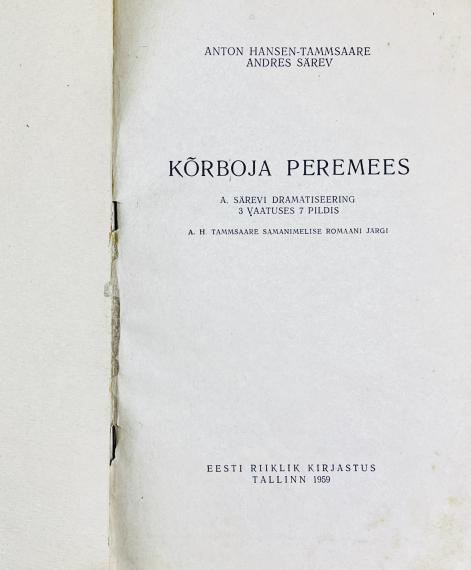 ANTON HANSEN-TAMMSAARE
ANDRES SÄREV
KÕRBOJA PEREMEES
A. SÄREVI DRAMATISEERING
3 VAATUSES 7 PILDIS
A. H. TAMMSAARE SAMANIMELISE ROMAANI JÄRGI
EESTI RIIKLIK KIRJASTUS
TALLINN 1959